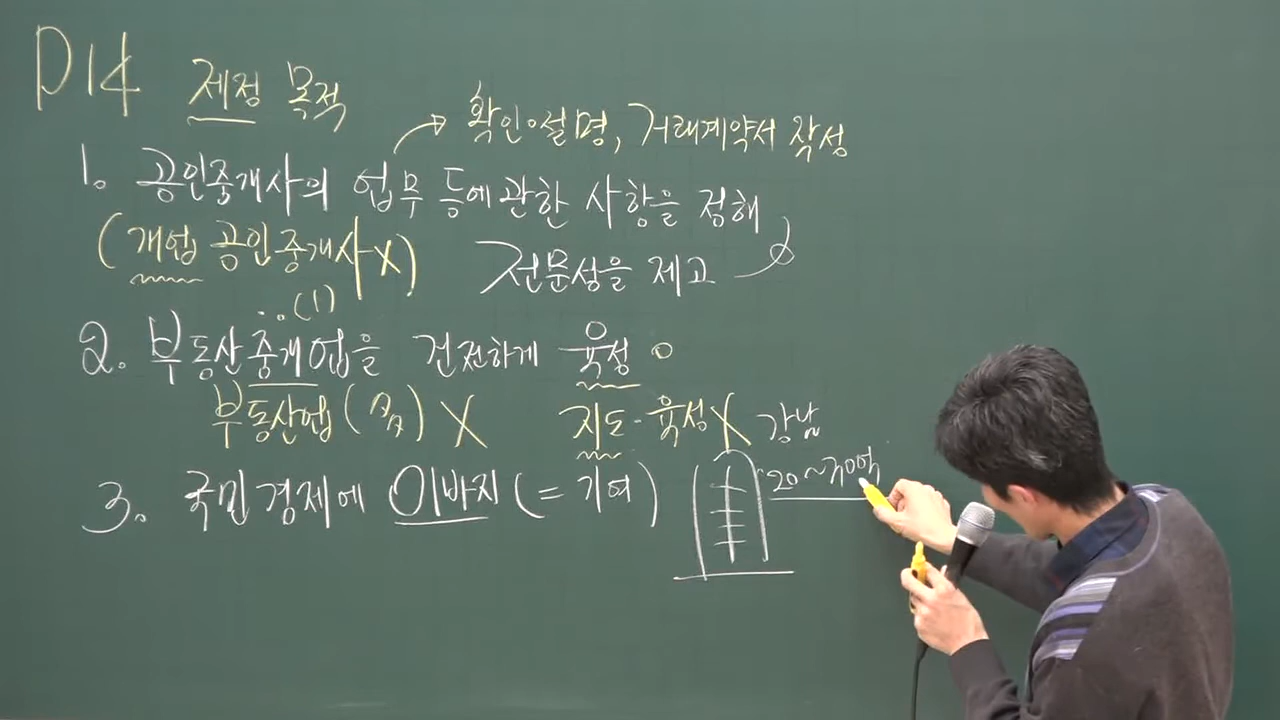 P14 제정 목적
확인·설명, 거래계약서 작성
1. 공인중개사의 업무 등에 관한 사항을 정해
(개업 공인중개사 X) 전문성을 제고
(1)
2. 부동산중개업을 건전하게 육성 o
부동산업(多) X 지도·육성 X 강남
3. 국민경제에 이바지(= 기여) 20~30억